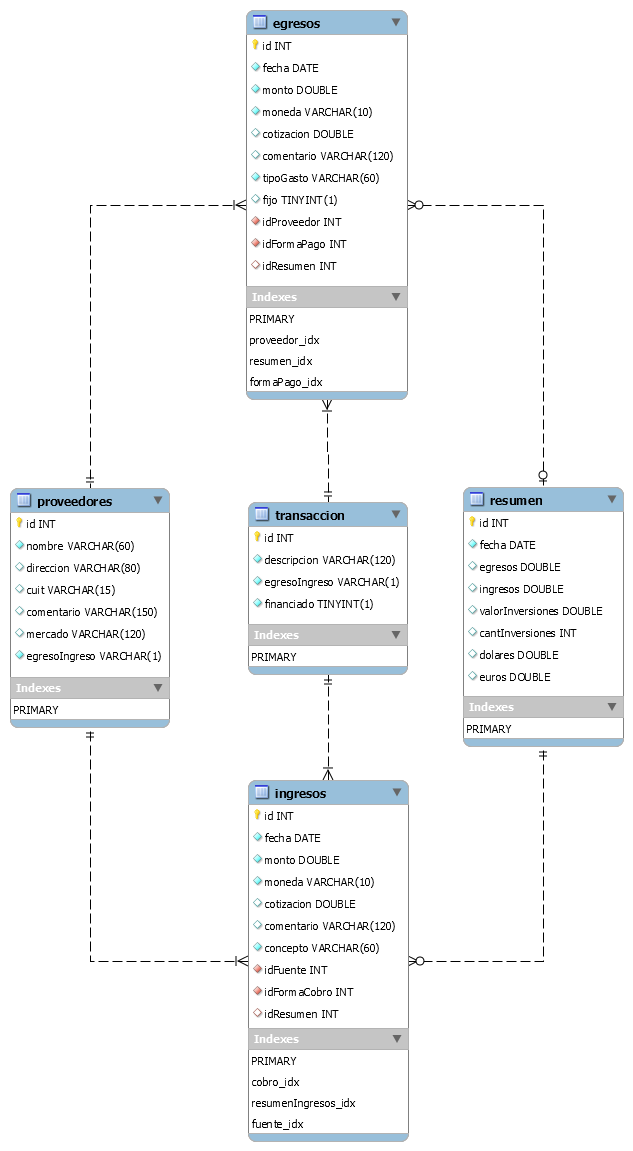 egresos
id INT
fecha DATE
monto DOUBLE
moneda VARCHAR(10)
cotizacion DOUBLE
comentario VARCHAR(120)
tipoGasto VARCHAR(60)
fijo TINYINT(1)
idProveedor INT
idFormaPago INT
idResumen INT
Indexes
PRIMARY
proveedor_idx
resumen_idx
formaPago_idx
proveedores
id INT
nombre VARCHAR(60)
direccion VARCHAR(80)
cuit VARCHAR(15)
comentario VARCHAR(150)
mercado VARCHAR(120)
egresoIngreso VARCHAR(1)
Indexes
PRIMARY
transaccion
id INT
descripcion VARCHAR(120)
egresoIngreso VARCHAR(1)
financiado TINYINT(1)
Indexes
PRIMARY
resumen
id INT
fecha DATE
egresos DOUBLE
ingresos DOUBLE
valorInversiones DOUBLE
cantInversiones INT
dolares DOUBLE
euros DOUBLE
Indexes
PRIMARY
ingresos
id INT
fecha DATE
monto DOUBLE
moneda VARCHAR(10)
cotizacion DOUBLE
comentario VARCHAR(120)
concepto VARCHAR(60)
idFuente INT
idFormaCobro INT
idResumen INT
Indexes
PRIMARY
cobro_idx
resumenIngresos_idx
fuente_idx